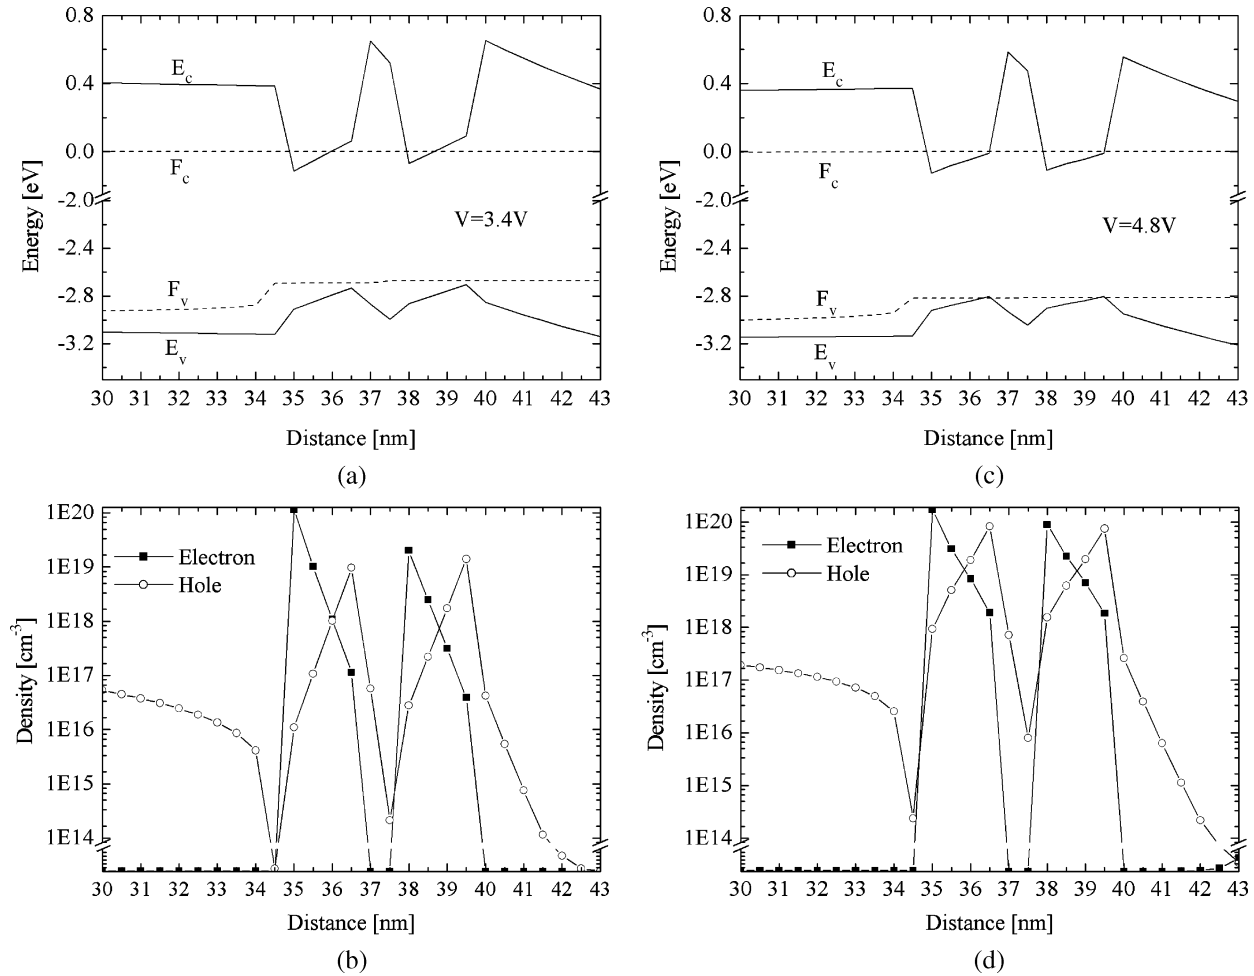 0.8
0.4
0.0
-2.0
-2.4
-2.8
-3.2
Energy [eV]
E_c
F_c
V=3.4V
F_v
E_v
30 31 32 33 34 35 36 37 38 39 40 41 42 43
Distance [nm]
(a)
0.8
0.4
0.0
-2.0
-2.4
-2.8
-3.2
Energy [eV]
E_c
F_c
V=4.8V
F_v
E_v
30 31 32 33 34 35 36 37 38 39 40 41 42 43
Distance [nm]
(c)
1E20
1E19
1E18
1E17
1E16
1E15
1E14
Density [cm⁻³]
Electron
Hole
30 31 32 33 34 35 36 37 38 39 40 41 42 43
Distance [nm]
(b)
1E20
1E19
1E18
1E17
1E16
1E15
1E14
Density [cm⁻³]
Electron
Hole
30 31 32 33 34 35 36 37 38 39 40 41 42 43
Distance [nm]
(d)